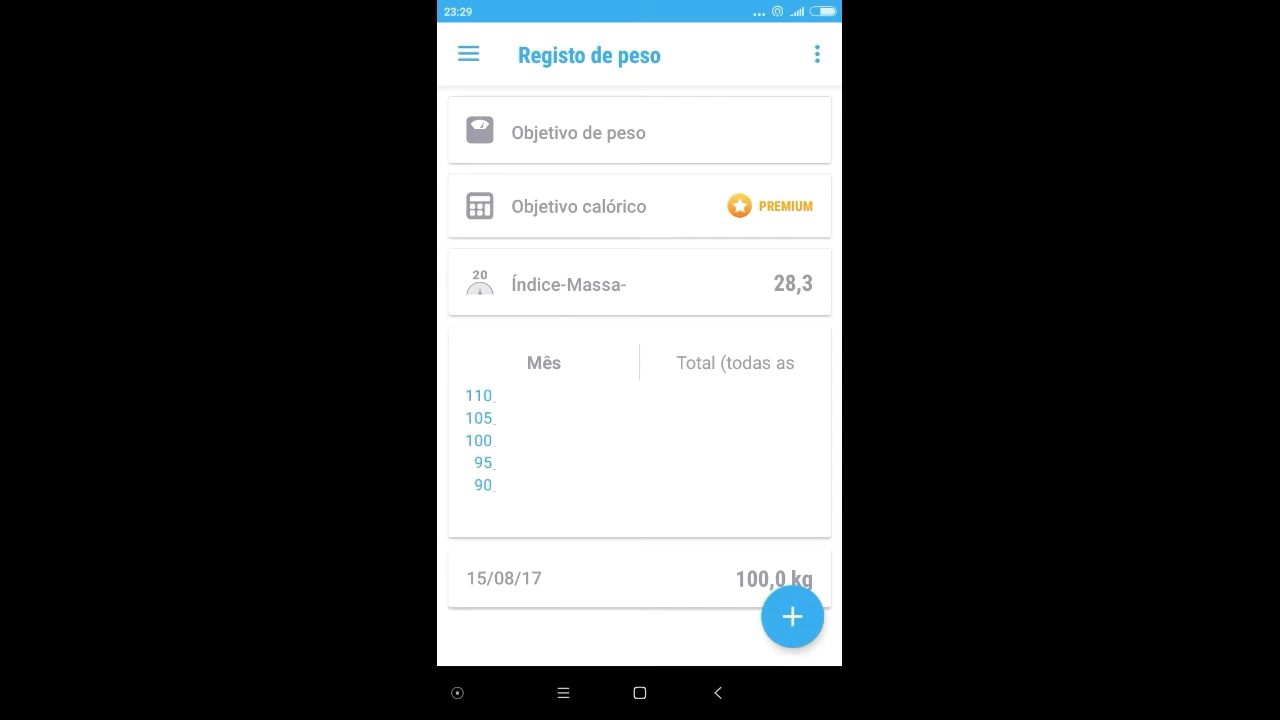 23:29
Registo de peso
Objetivo de peso
Objetivo calórico PREMIUM
20
Índice-Massa- 28,3
Mês Total (todas as
110
105
100
95
90
15/08/17 100,0 kg